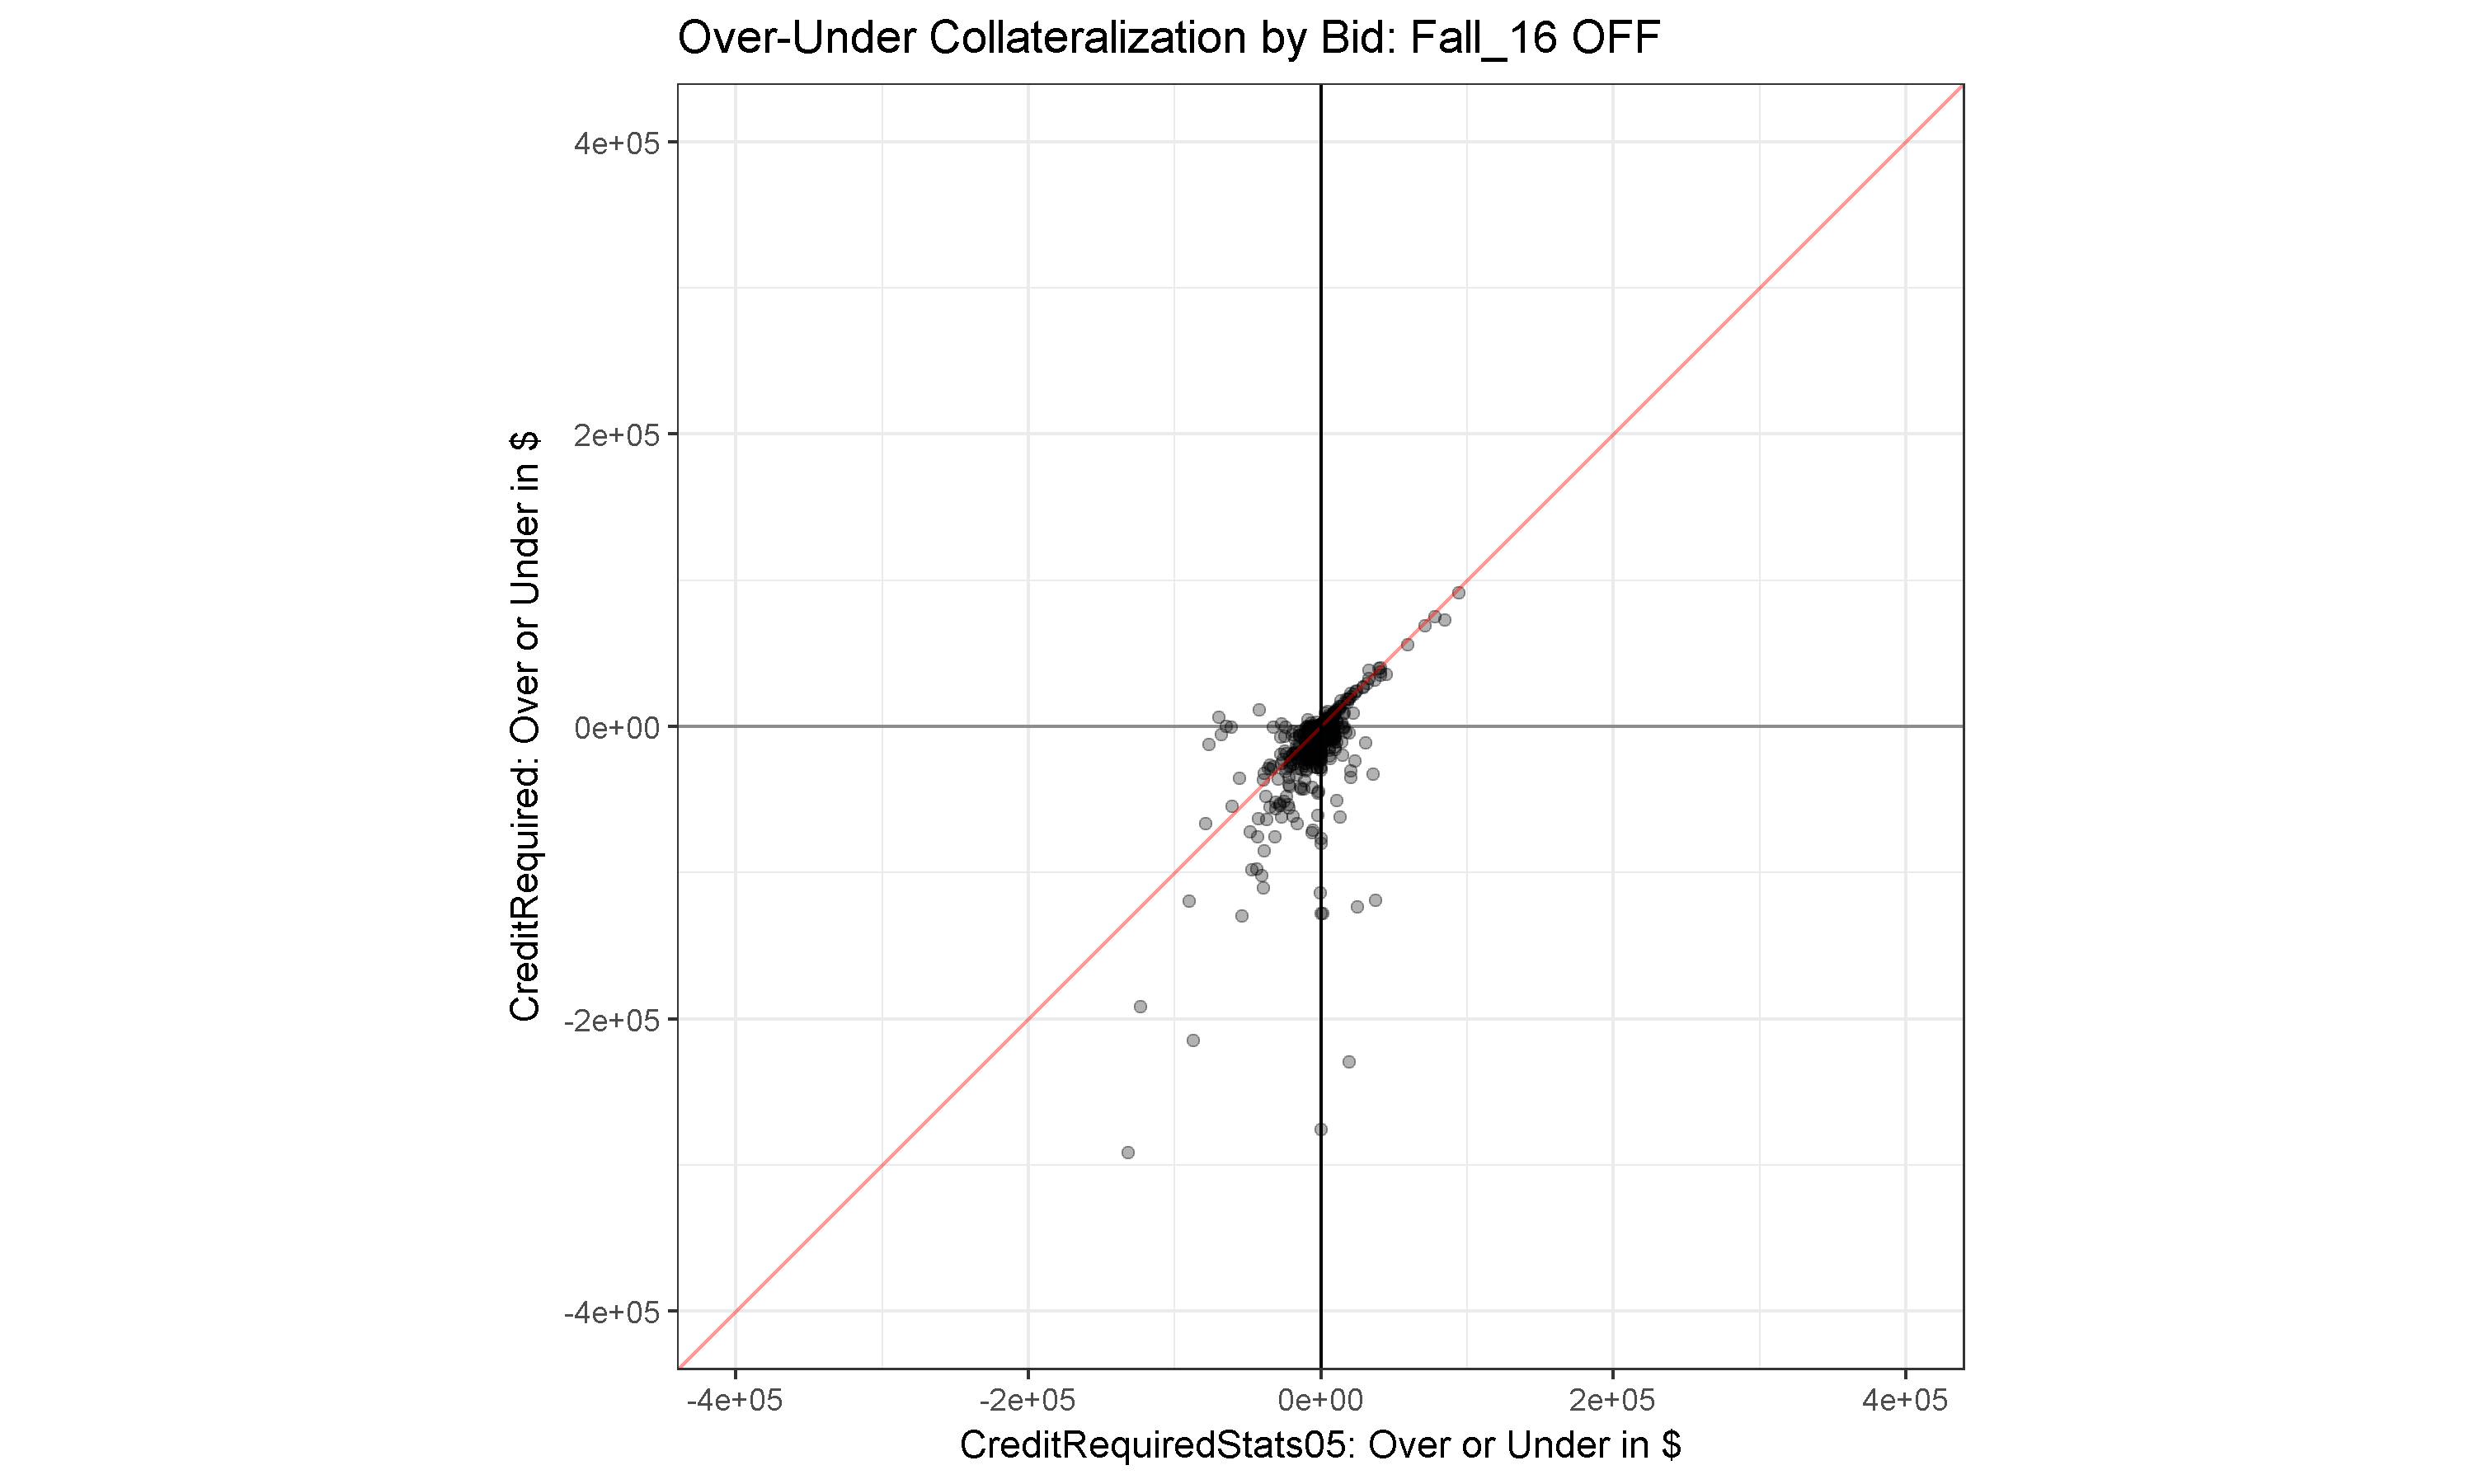 Over-Under Collateralization by Bid: Fall_16 OFF
CreditRequired: Over or Under in $
4e+05
2e+05
0e+00
-2e+05
-4e+05
-4e+05
-2e+05
0e+00
2e+05
4e+05
CreditRequiredStats05: Over or Under in $